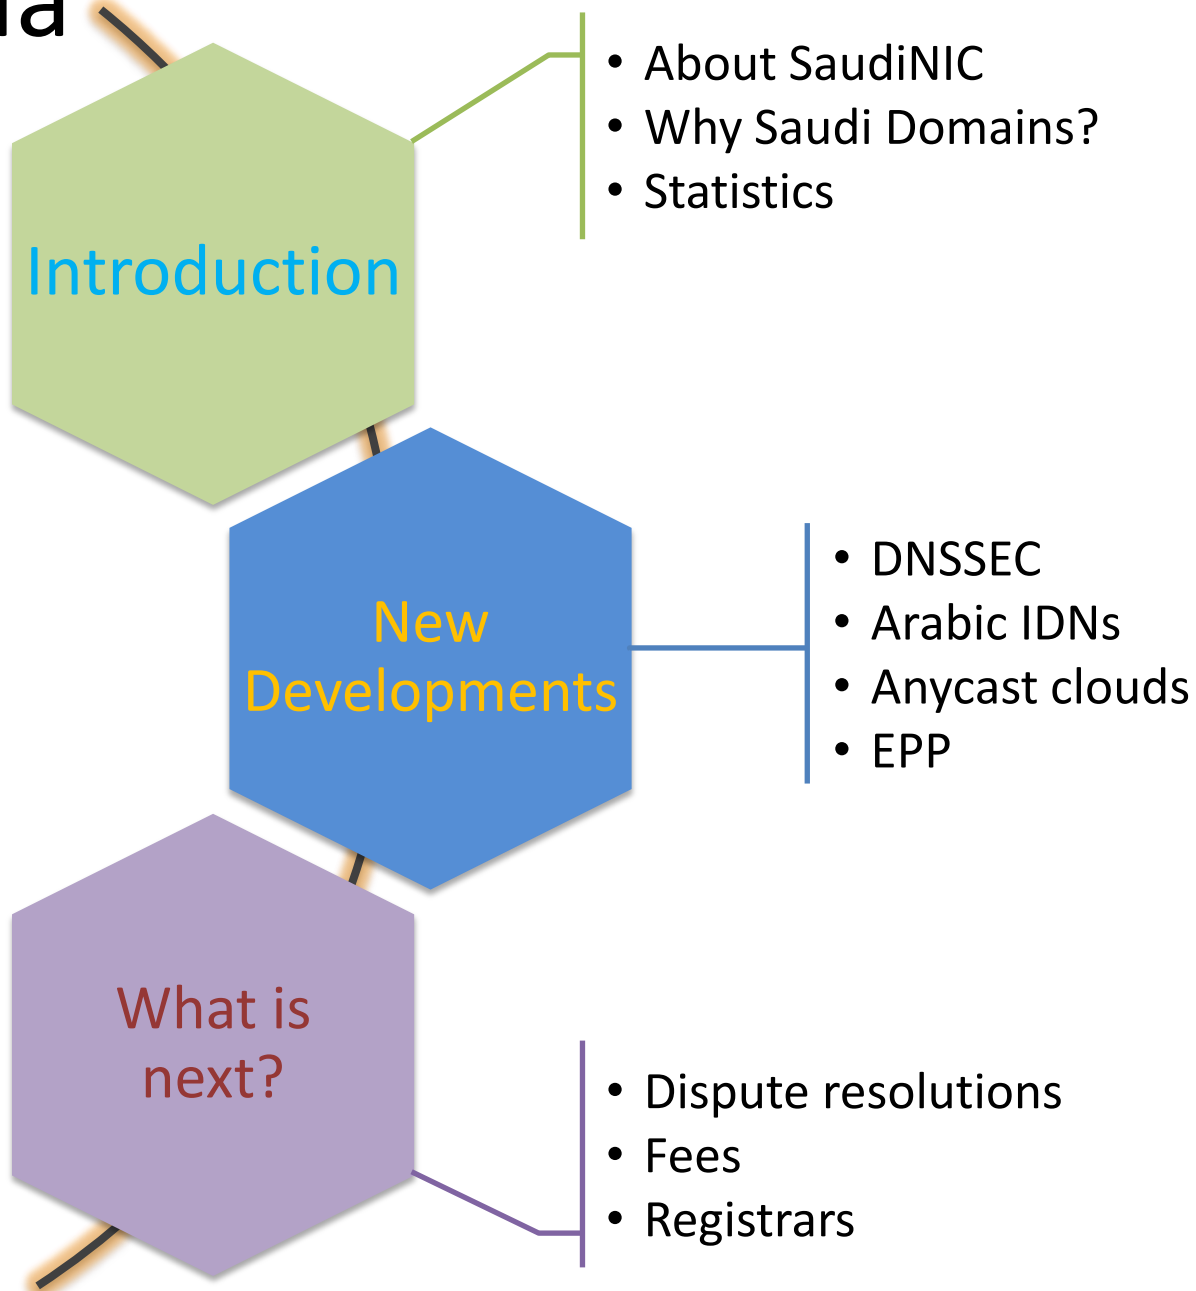 Introduction
• About SaudiNIC
• Why Saudi Domains?
• Statistics
New
Developments
• DNSSEC
• Arabic IDNs
• Anycast clouds
• EPP
What is
next?
• Dispute resolutions
• Fees
• Registrars